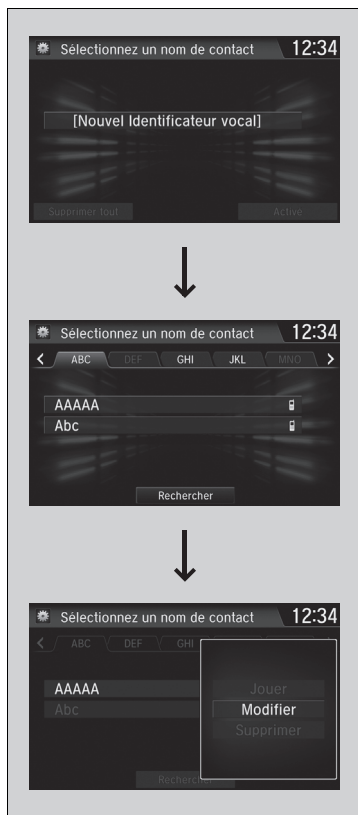 Sélectionnez un nom de contact 12:34
[Nouvel Identificateur vocal]
Supprimer tout Activé
Sélectionnez un nom de contact 12:34
ABC DEF GHI JKL MNO
AAAAA
Abc
Rechercher
Sélectionnez un nom de contact 12:34
ABC DEF GHI
AAAAA
Abc
Jouer
Modifier
Supprimer
Rechercher